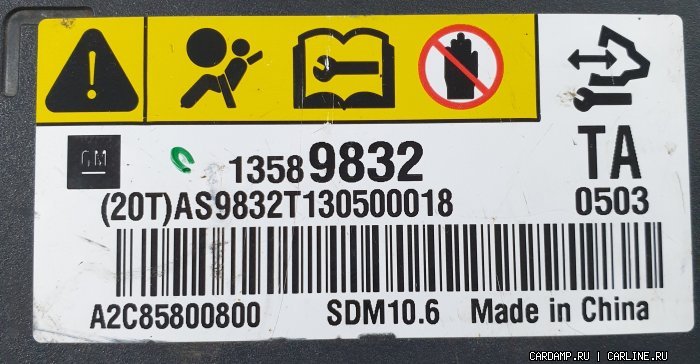 GM
13589832
TA
(20T)AS9832T130500018
0503
A2C85800800
SDM10.6
Made in China
CARDAMP.RU | CARLINE.RU